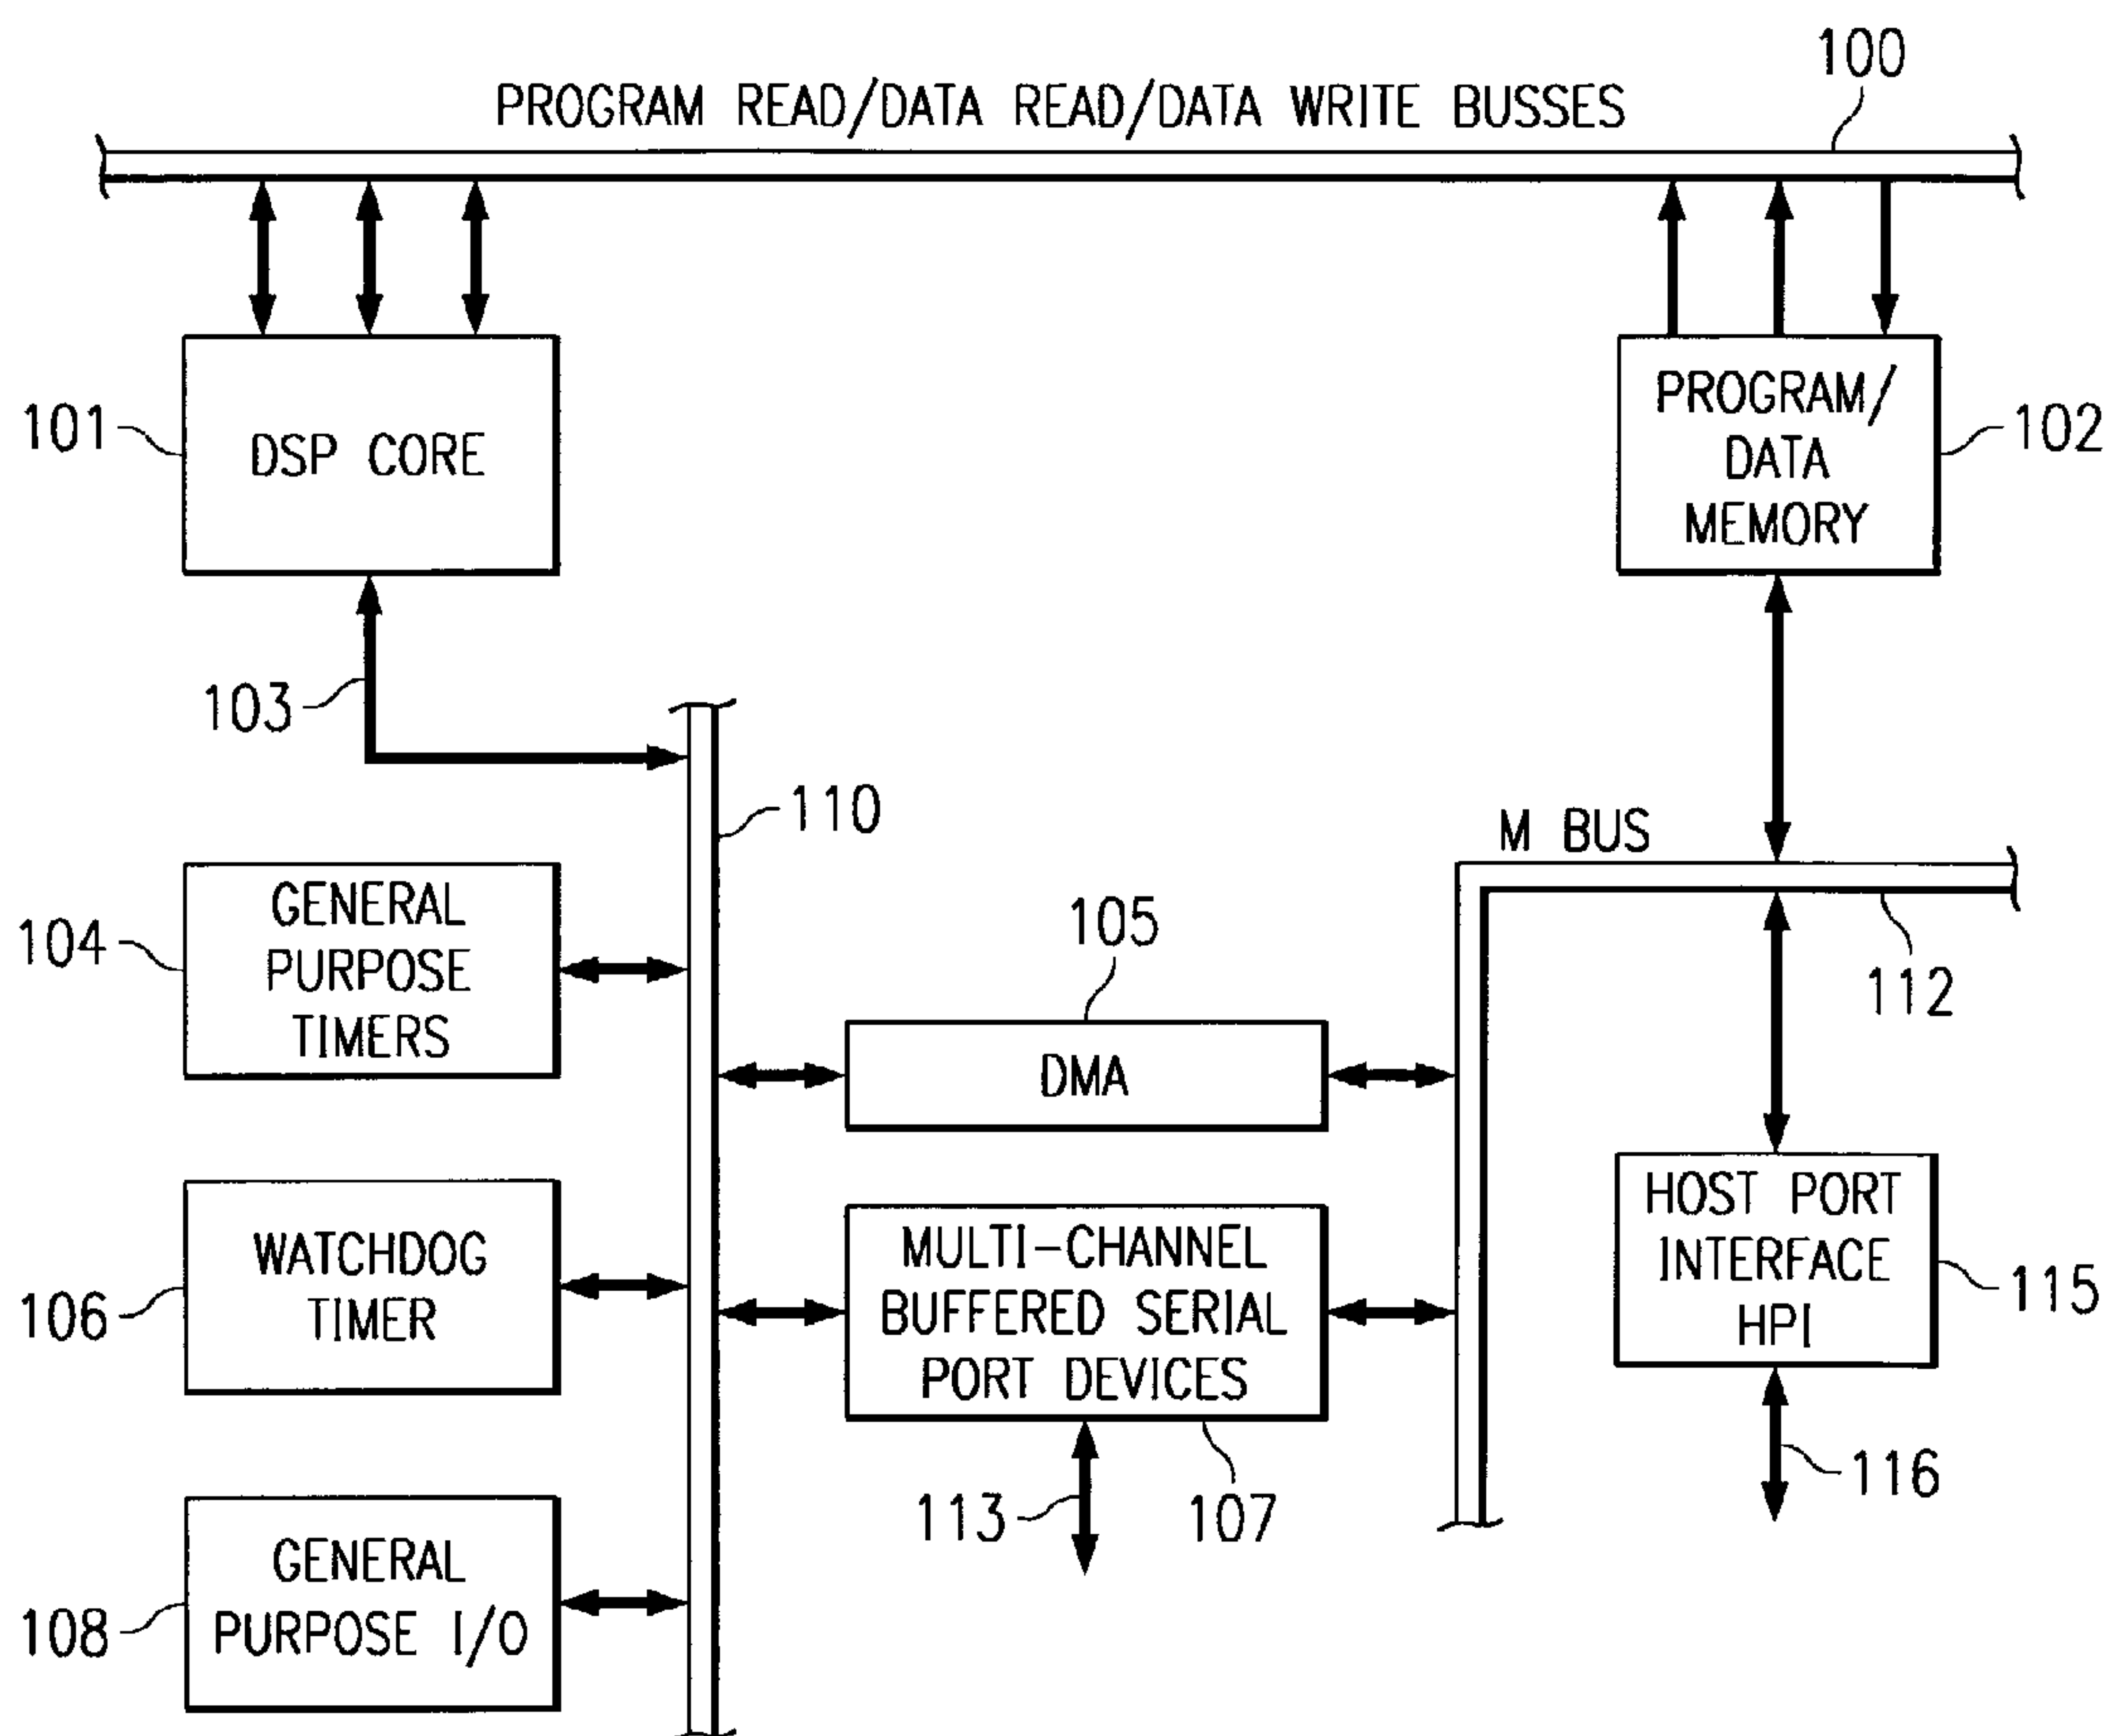 100
PROGRAM READ/DATA READ/DATA WRITE BUSSES
101
DSP CORE
PROGRAM/
DATA
MEMORY
102
103
110
M BUS
104
GENERAL
PURPOSE
TIMERS
105
112
DMA
106
WATCHDOG
TIMER
MULTI-CHANNEL
BUFFERED SERIAL
PORT DEVICES
HOST PORT
INTERFACE
HPI
115
113
107
116
108
GENERAL
PURPOSE I/O